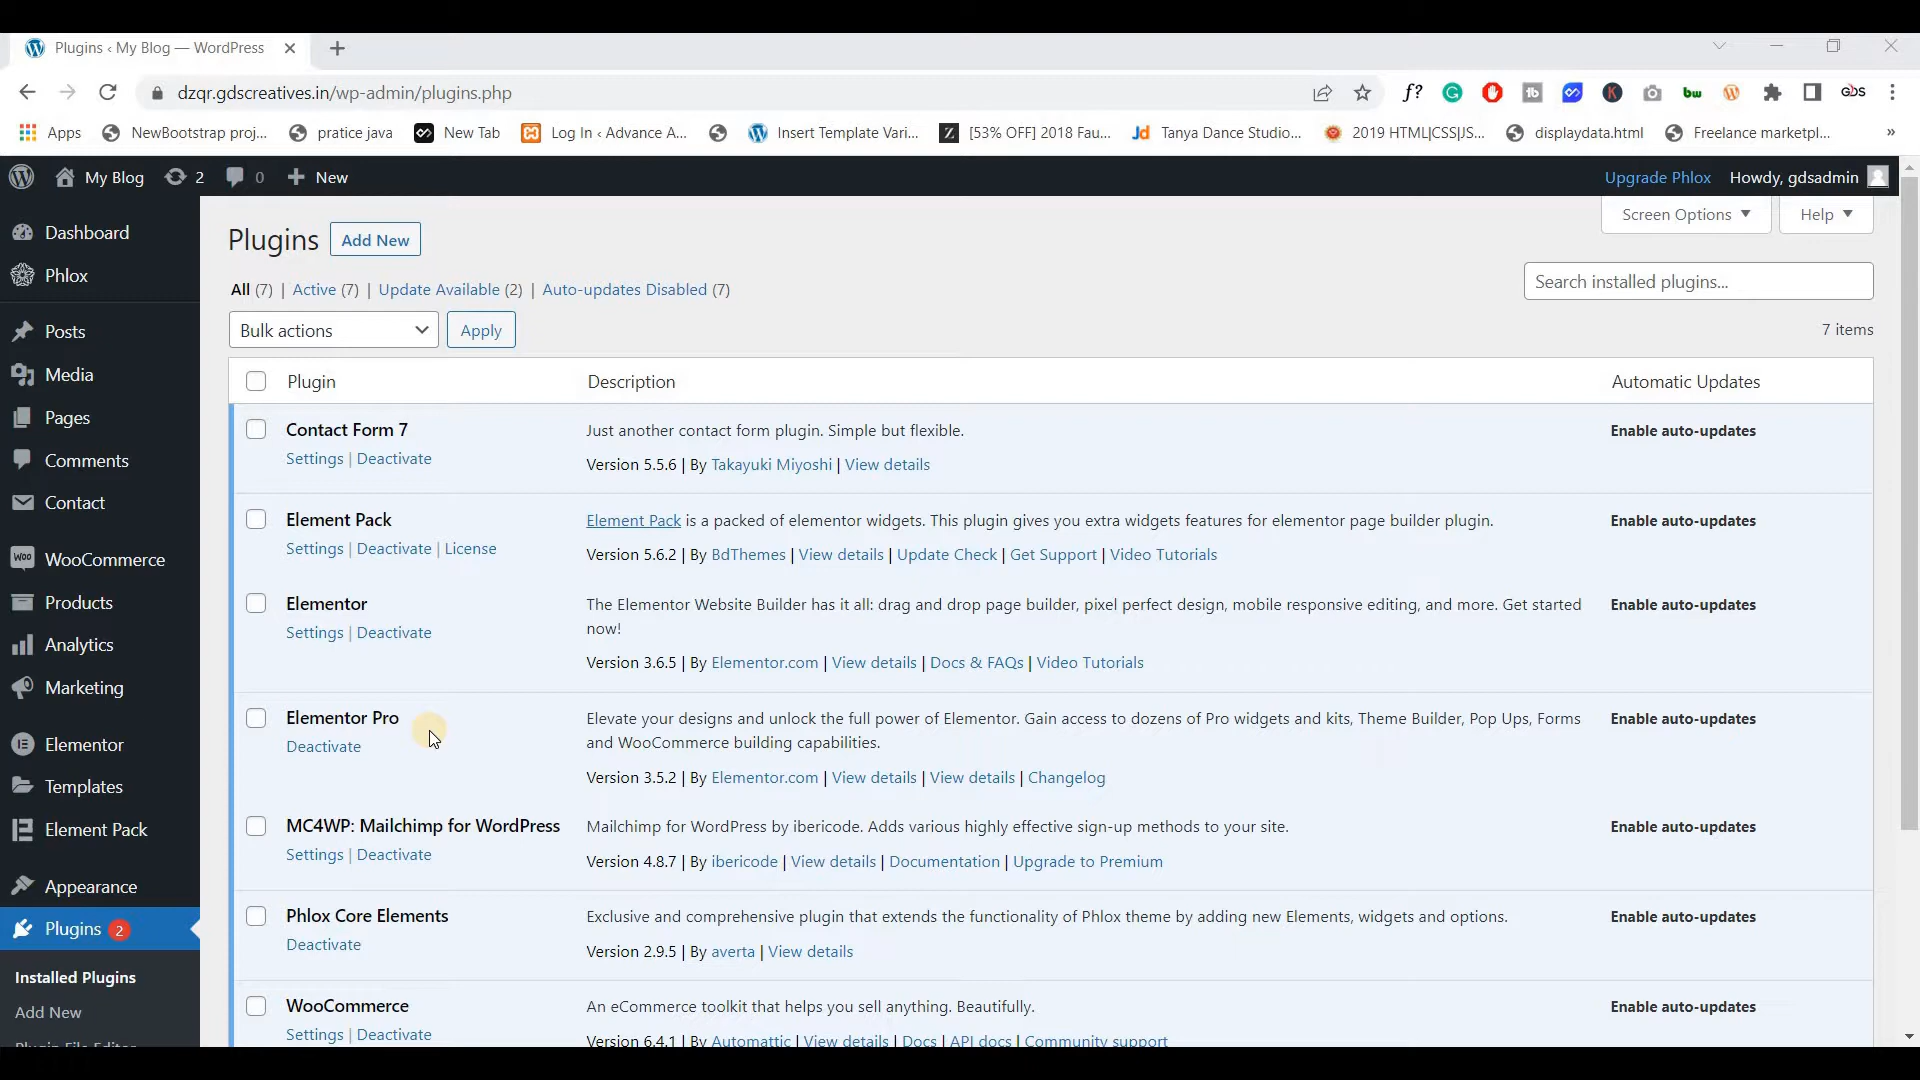 Plugins ‹ My Blog — WordPress
dzqr.gdscreatives.in/wp-admin/plugins.php
Apps NewBootstrap proj... pratice java New Tab Log In ‹ Advance A... Insert Template Vari... [53% OFF] 2018 Fau... Tanya Dance Studio... 2019 HTML|CSS|JS... displaydata.html Freelance marketpl... »
My Blog 2 0 New Upgrade Phlox Howdy, gdsadmin
Screen Options Help
Dashboard
Phlox
Posts
Media
Pages
Comments
Contact
WooCommerce
Products
Analytics
Marketing
Elementor
Templates
Element Pack
Appearance
Plugins 2
Installed Plugins
Add New
Plugin File Editor
Plugins Add New
All (7) | Active (7) | Update Available (2) | Auto-updates Disabled (7)
Search installed plugins...
Bulk actions Apply
7 items
Plugin Description Automatic Updates
Contact Form 7
Settings | Deactivate
Just another contact form plugin. Simple but flexible.
Version 5.5.6 | By Takayuki Miyoshi | View details
Enable auto-updates
Element Pack
Settings | Deactivate | License
Element Pack is a packed of elementor widgets. This plugin gives you extra widgets features for elementor page builder plugin.
Version 5.6.2 | By BdThemes | View details | Update Check | Get Support | Video Tutorials
Enable auto-updates
Elementor
Settings | Deactivate
The Elementor Website Builder has it all: drag and drop page builder, pixel perfect design, mobile responsive editing, and more. Get started
now!
Version 3.6.5 | By Elementor.com | View details | Docs & FAQs | Video Tutorials
Enable auto-updates
Elementor Pro
Deactivate
Elevate your designs and unlock the full power of Elementor. Gain access to dozens of Pro widgets and kits, Theme Builder, Pop Ups, Forms
and WooCommerce building capabilities.
Version 3.5.2 | By Elementor.com | View details | View details | Changelog
Enable auto-updates
MC4WP: Mailchimp for WordPress
Settings | Deactivate
Mailchimp for WordPress by ibericode. Adds various highly effective sign-up methods to your site.
Version 4.8.7 | By ibericode | View details | Documentation | Upgrade to Premium
Enable auto-updates
Phlox Core Elements
Deactivate
Exclusive and comprehensive plugin that extends the functionality of Phlox theme by adding new Elements, widgets and options.
Version 2.9.5 | By averta | View details
Enable auto-updates
WooCommerce
Settings | Deactivate
An eCommerce toolkit that helps you sell anything. Beautifully.
Version 6.4.1 | By Automattic | View details | Docs | API docs | Community support
Enable auto-updates